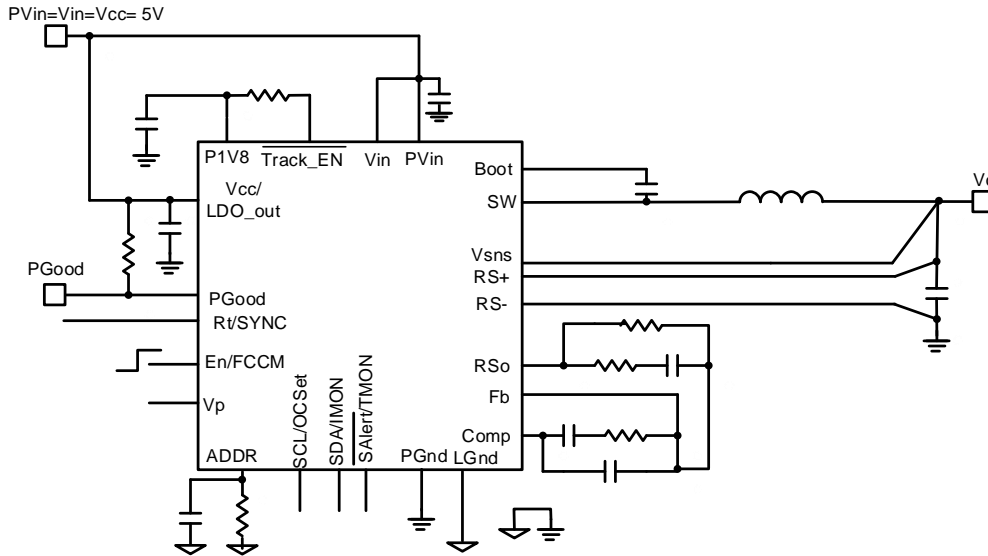 PVin=Vin=Vcc= 5V
P1V8
Track_EN
Vin
PVin
Boot
Vcc/
LDO_out
SW
Vsns
RS+
PGood
PGood
RS-
Rt/SYNC
En/FCCM
RSo
Vp
Fb
Comp
ADDR
SCL/OCSet
SDA/IMON
SAlert/TMON
PGnd
LGnd